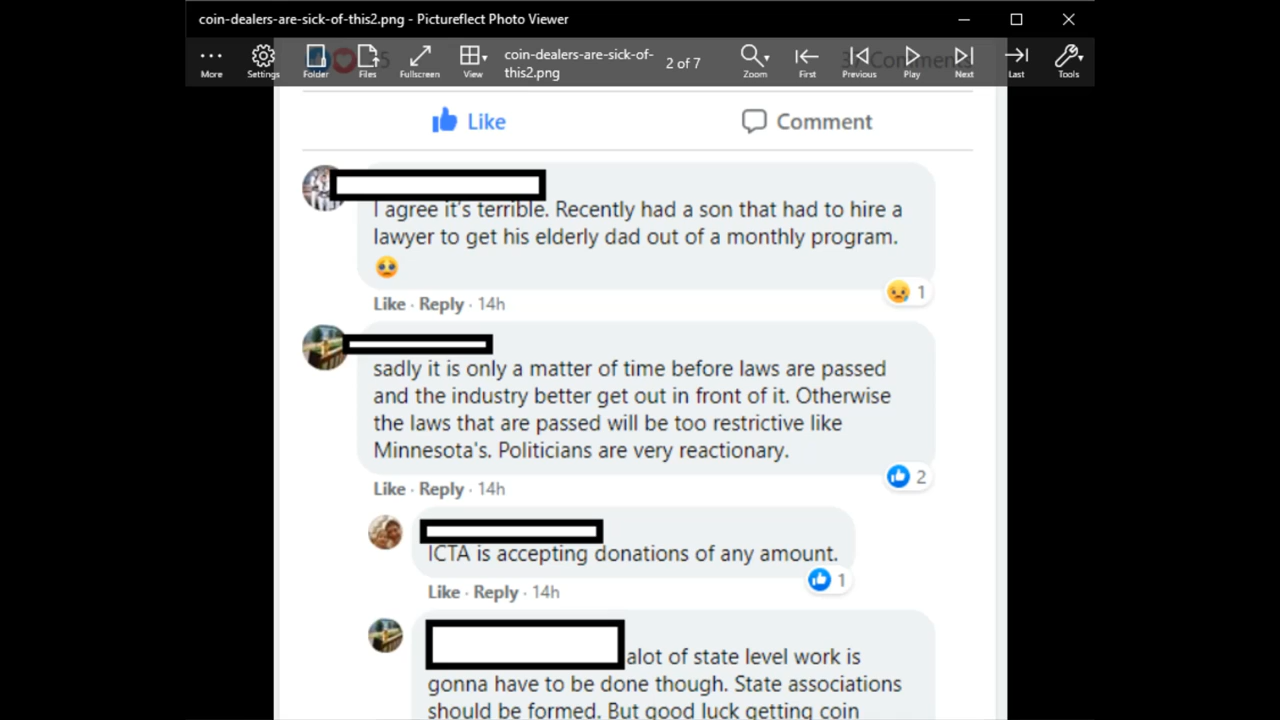 coin-dealers-are-sick-of-this2.png - Pictureflect Photo Viewer
More
Settings
Folder
Files
Fullscreen
View
coin-dealers-are-sick-of-
this2.png
2 of 7
Zoom
First
Previous
Play
Next
Last
Tools
Comments
Like
Comment
I agree it's terrible. Recently had a son that had to hire a
lawyer to get his elderly dad out of a monthly program.
🥺
1
Like · Reply · 14h
sadly it is only a matter of time before laws are passed
and the industry better get out in front of it. Otherwise
the laws that are passed will be too restrictive like
Minnesota's. Politicians are very reactionary.
2
Like · Reply · 14h
ICTA is accepting donations of any amount.
1
Like · Reply · 14h
alot of state level work is
gonna have to be done though. State associations
should be formed. But good luck getting coin